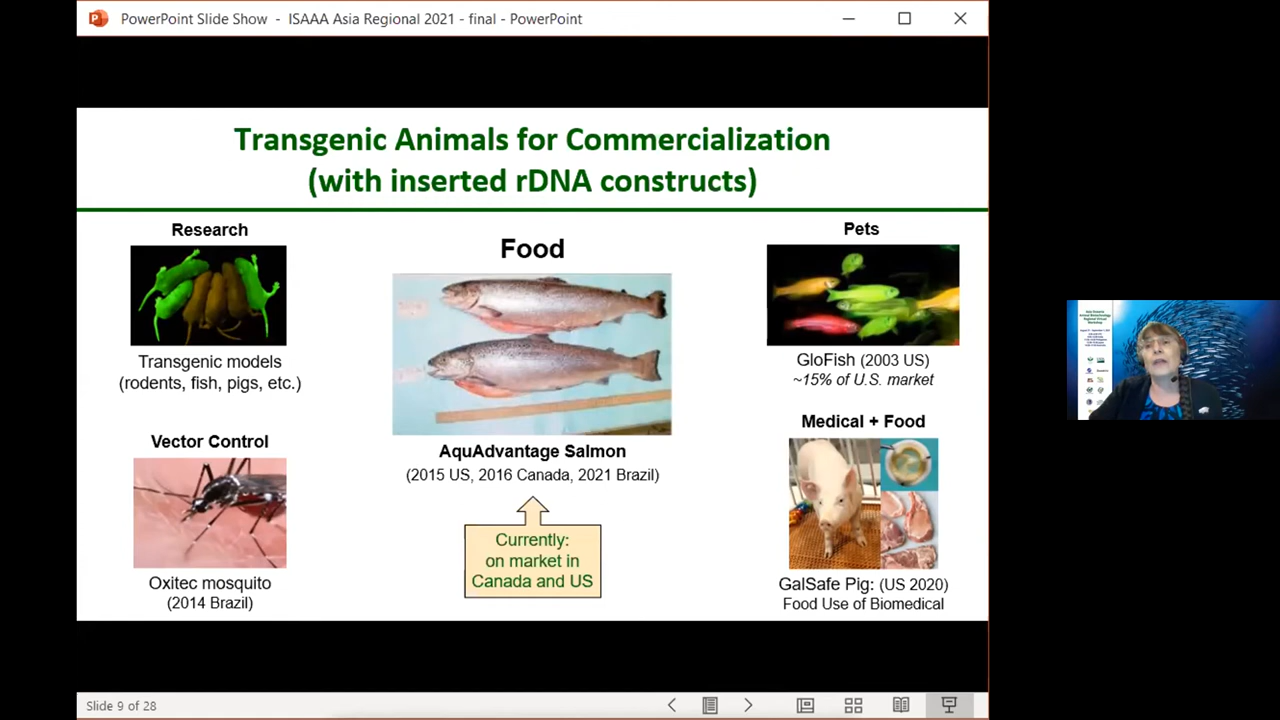 PowerPoint Slide Show - ISAAA Asia Regional 2021 - final - PowerPoint
Transgenic Animals for Commercialization
(with inserted rDNA constructs)
Research
Transgenic models
(rodents, fish, pigs, etc.)
Vector Control
Oxitec mosquito
(2014 Brazil)
Food
AquAdvantage Salmon
(2015 US, 2016 Canada, 2021 Brazil)
Currently:
on market in
Canada and US
Pets
GloFish (2003 US)
~15% of U.S. market
Medical + Food
GalSafe Pig: (US 2020)
Food Use of Biomedical
Slide 9 of 28